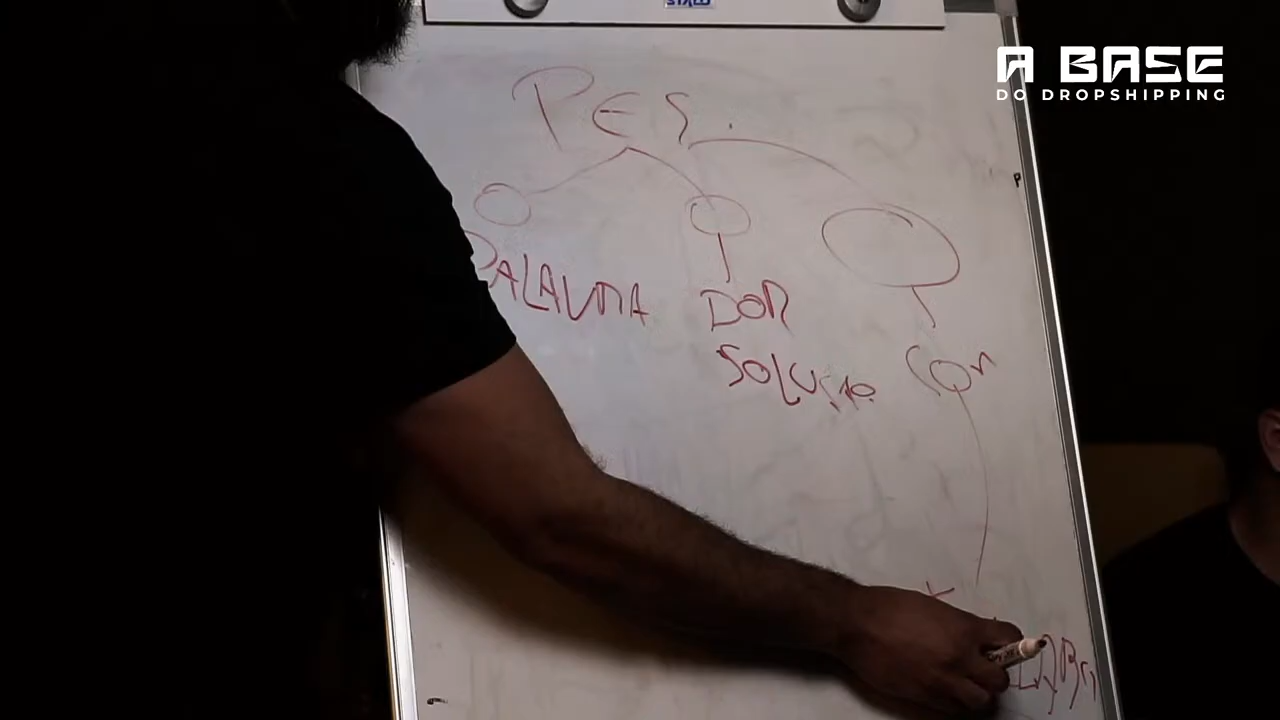 A BASE
DO DROPSHIPPING
PES.
PALAVRA DOR
SOLUÇÃO COR